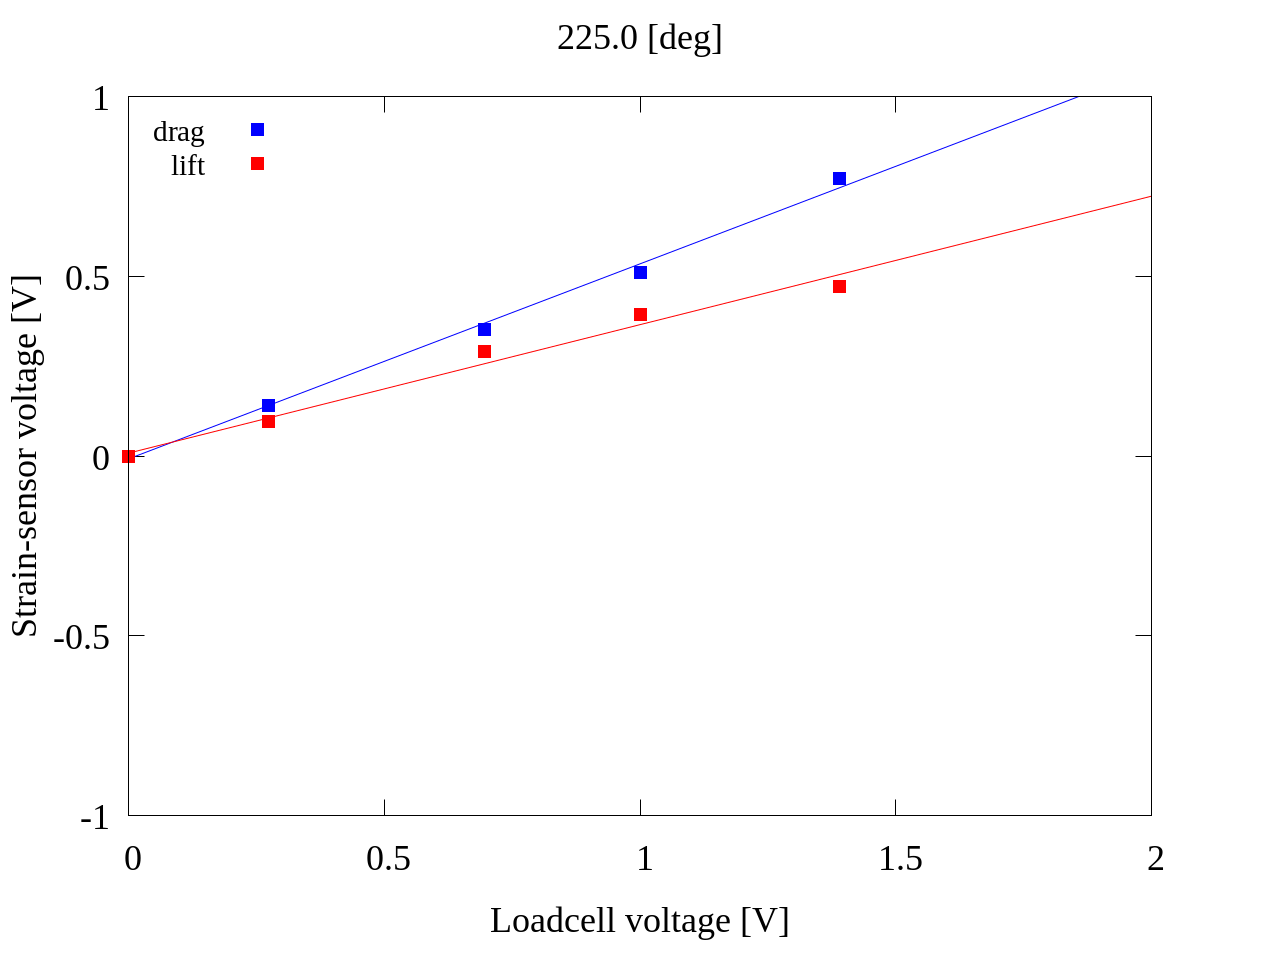 225.0 [deg]
drag
lift
Strain-sensor voltage [V]
1
0.5
0
-0.5
-1
0 0.5 1 1.5 2
Loadcell voltage [V]